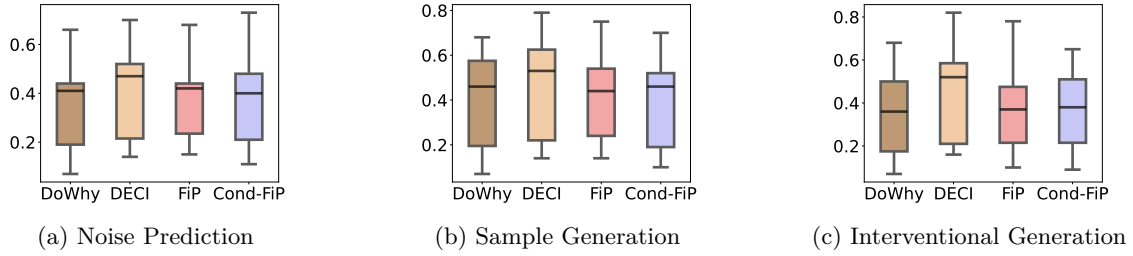 0.6
0.4
0.2
DoWhy DECI FiP Cond-FiP
(a) Noise Prediction
0.8
0.6
0.4
0.2
DoWhy DECI FiP Cond-FiP
(b) Sample Generation
0.8
0.6
0.4
0.2
DoWhy DECI FiP Cond-FiP
(c) Interventional Generation